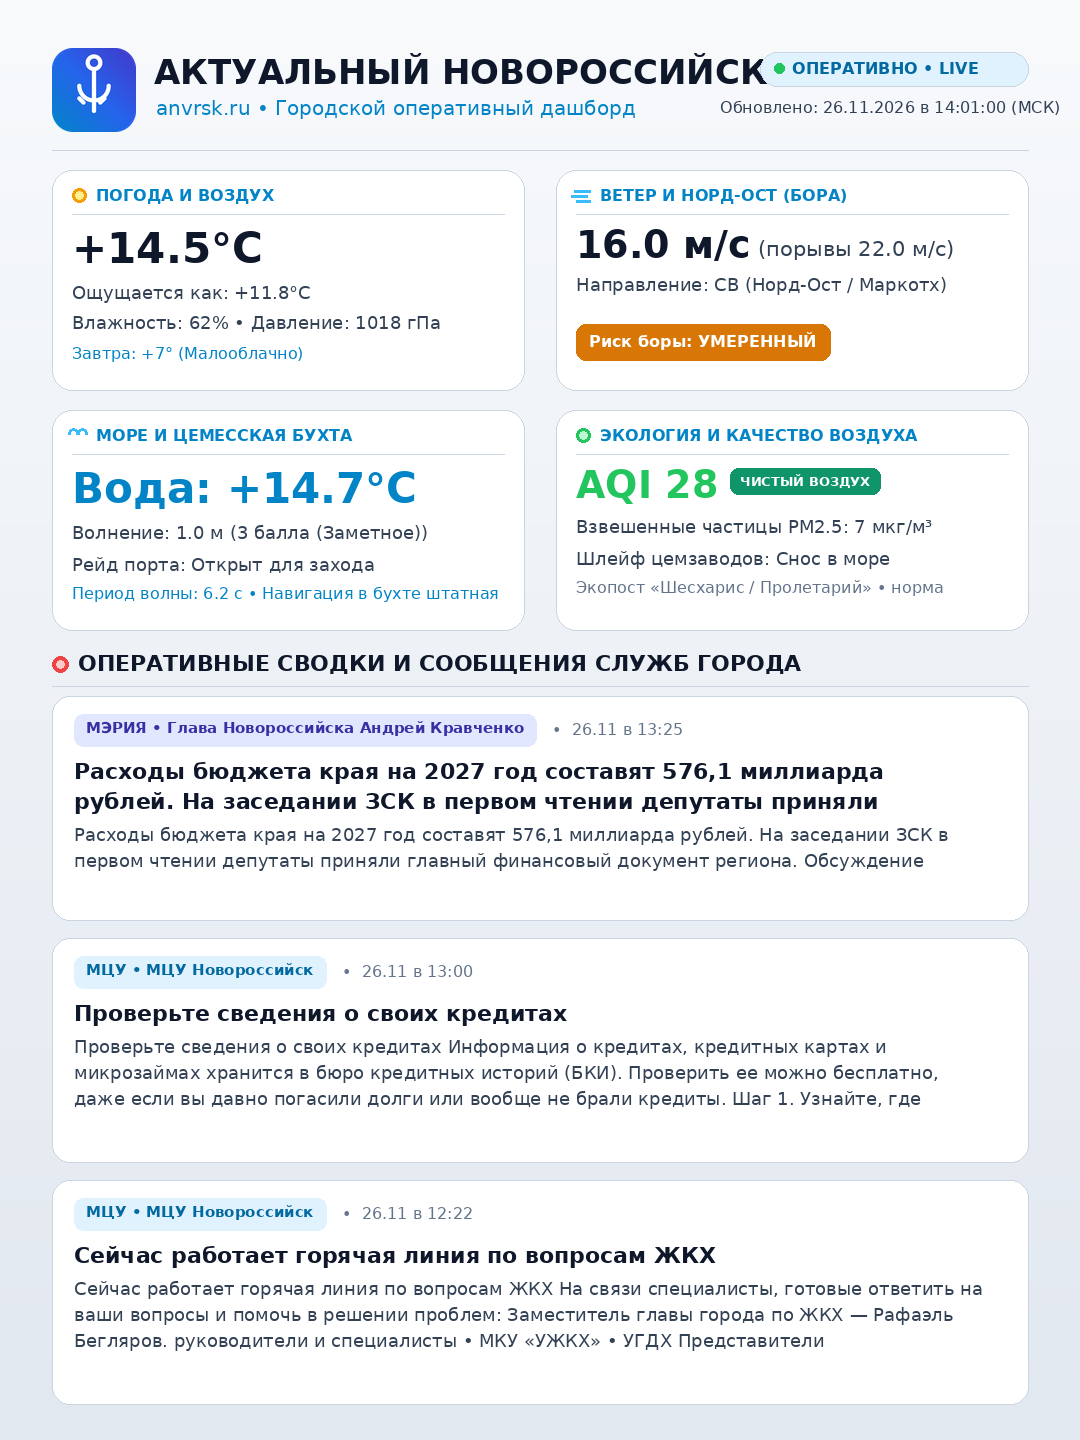 АКТУАЛЬНЫЙ НОВОРОССИЙСК
ОПЕРАТИВНО • LIVE
anvrsk.ru • Городской оперативный дашборд
Обновлено: 26.11.2026 в 14:01:00 (МСК)
ПОГОДА И ВОЗДУХ
+14.5°C
Ощущается как: +11.8°C
Влажность: 62% • Давление: 1018 гПа
Завтра: +7° (Малооблачно)
ВЕТЕР И НОРД-ОСТ (БОРА)
16.0 м/с (порывы 22.0 м/с)
Направление: СВ (Норд-Ост / Маркотх)
Риск боры: УМЕРЕННЫЙ
МОРЕ И ЦЕМЕССКАЯ БУХТА
Вода: +14.7°C
Волнение: 1.0 м (3 балла (Заметное))
Рейд порта: Открыт для захода
Период волны: 6.2 с • Навигация в бухте штатная
ЭКОЛОГИЯ И КАЧЕСТВО ВОЗДУХА
AQI 28 ЧИСТЫЙ ВОЗДУХ
Взвешенные частицы PM2.5: 7 мкг/м³
Шлейф цемзаводов: Снос в море
Экопост «Шесхарис / Пролетарий» • норма
ОПЕРАТИВНЫЕ СВОДКИ И СООБЩЕНИЯ СЛУЖБ ГОРОДА
МЭРИЯ • Глава Новороссийска Андрей Кравченко • 26.11 в 13:25
Расходы бюджета края на 2027 год составят 576,1 миллиарда
рублей. На заседании ЗСК в первом чтении депутаты приняли
Расходы бюджета края на 2027 год составят 576,1 миллиарда рублей. На заседании ЗСК в
первом чтении депутаты приняли главный финансовый документ региона. Обсуждение
МЦУ • МЦУ Новороссийск • 26.11 в 13:00
Проверьте сведения о своих кредитах
Проверьте сведения о своих кредитах Информация о кредитах, кредитных картах и
микрозаймах хранится в бюро кредитных историй (БКИ). Проверить ее можно бесплатно,
даже если вы давно погасили долги или вообще не брали кредиты. Шаг 1. Узнайте, где
МЦУ • МЦУ Новороссийск • 26.11 в 12:22
Сейчас работает горячая линия по вопросам ЖКХ
Сейчас работает горячая линия по вопросам ЖКХ На связи специалисты, готовые ответить на
ваши вопросы и помочь в решении проблем: Заместитель главы города по ЖКХ — Рафаэль
Бегляров. руководители и специалисты • МКУ «УЖКХ» • УГДХ Представители